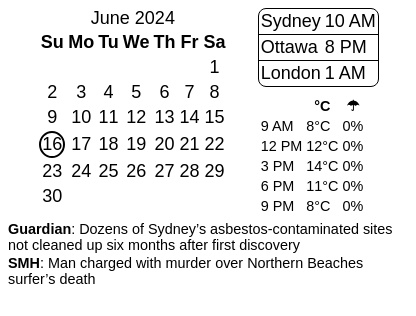 June 2024
Su Mo Tu We Th Fr Sa
1
2 3 4 5 6 7 8
9 10 11 12 13 14 15
16 17 18 19 20 21 22
23 24 25 26 27 28 29
30
Sydney 10 AM
Ottawa 8 PM
London 1 AM
°C ☂
9 AM 8°C 0%
12 PM 12°C 0%
3 PM 14°C 0%
6 PM 11°C 0%
9 PM 8°C 0%
Guardian: Dozens of Sydney’s asbestos-contaminated sites
not cleaned up six months after first discovery
SMH: Man charged with murder over Northern Beaches
surfer’s death